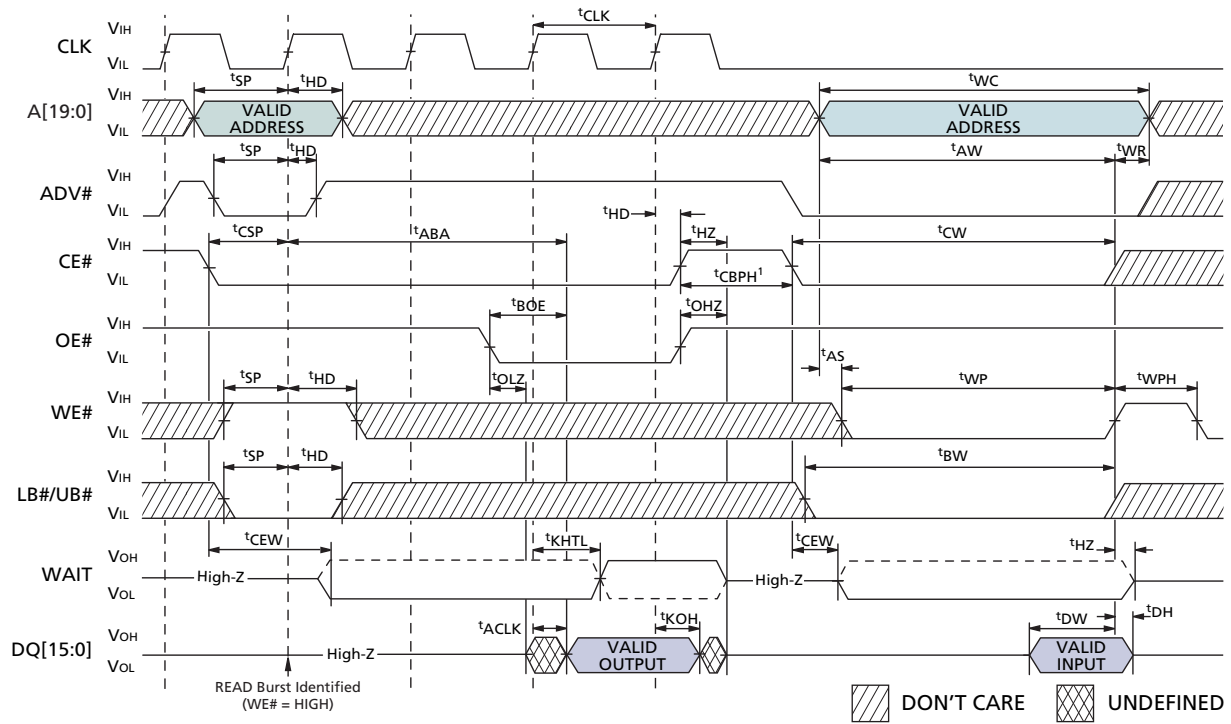 tCLK
CLK VIH
VIL
tSP tHD tWC
A[19:0] VIH
VIL
VALID ADDRESS VALID ADDRESS
tSP tHD tAW tWR
ADV# VIH
VIL
tHD
tCSP tABA tHZ tCW
CE# VIH
VIL
tCBPH1
tBOE tOHZ
OE# VIH
VIL
tAS
tOLZ
tSP tHD tWP tWPH
WE# VIH
VIL
tSP tHD tBW
LB#/UB# VIH
VIL
tCEW tKHTL tCEW tHZ
WAIT VOH
VOL
High-Z High-Z
tACLK tKOH tDW tDH
DQ[15:0] VOH
VOL
High-Z VALID OUTPUT VALID INPUT
READ Burst Identified
(WE# = HIGH)
DON'T CARE UNDEFINED